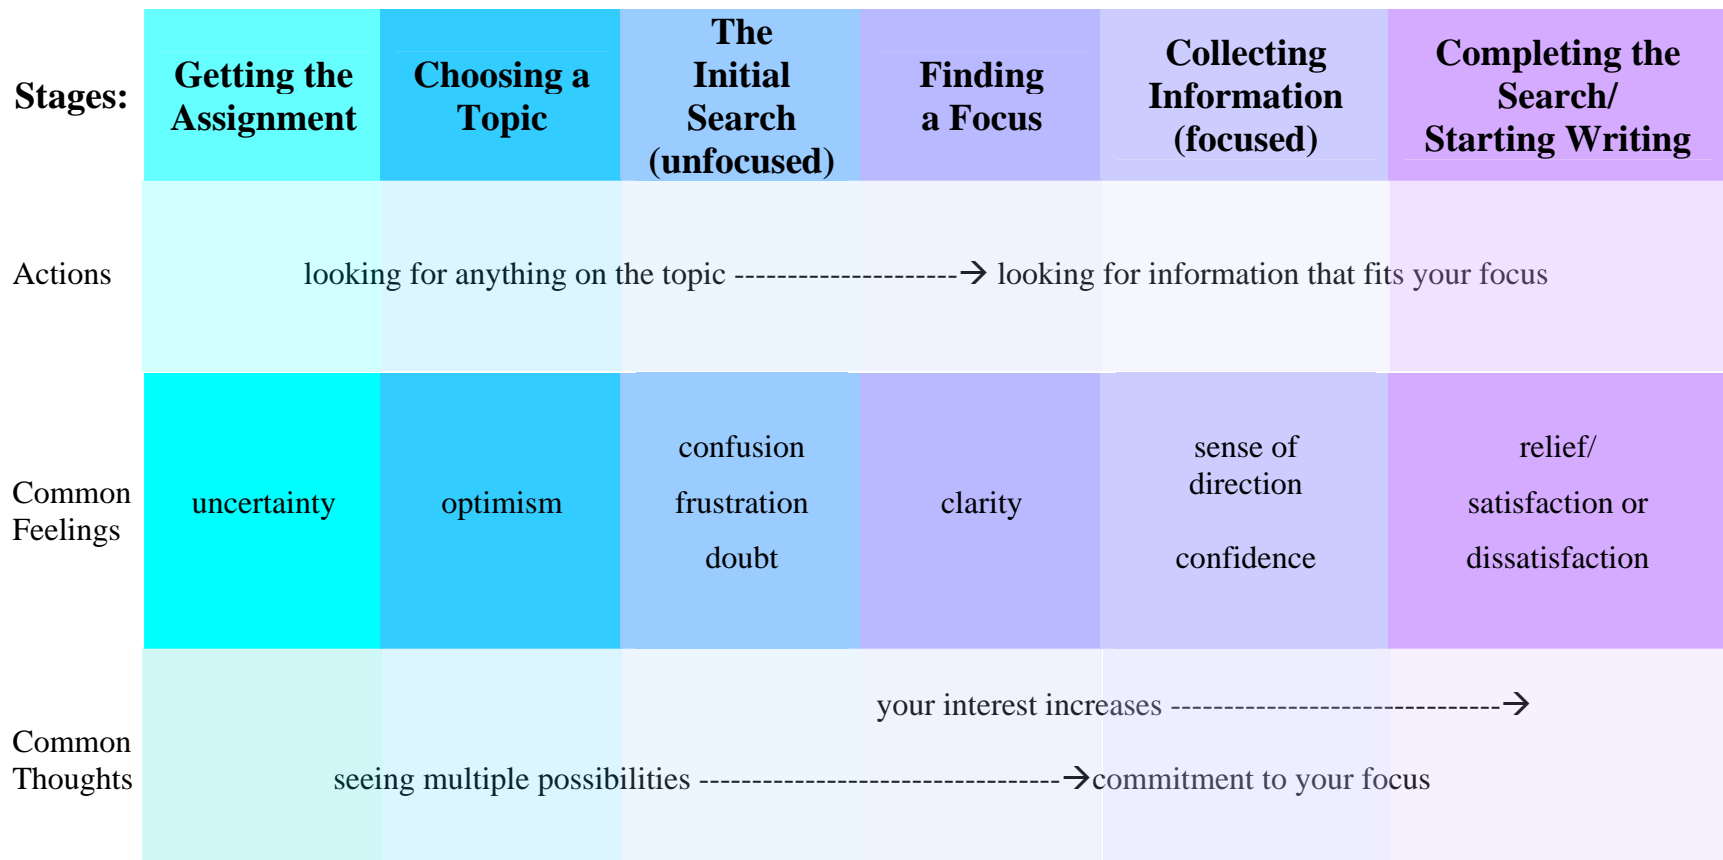 Stages:
Getting the
Assignment
Choosing a
Topic
The
Initial
Search
(unfocused)
Finding
a Focus
Collecting
Information
(focused)
Completing the
Search/
Starting Writing
Actions
looking for anything on the topic ---------------------→ looking for information that fits your focus
Common
Feelings
uncertainty
optimism
confusion
frustration
doubt
clarity
sense of
direction
confidence
relief/
satisfaction or
dissatisfaction
Common
Thoughts
your interest increases -------------------------------→
seeing multiple possibilities ----------------------------------→commitment to your focus